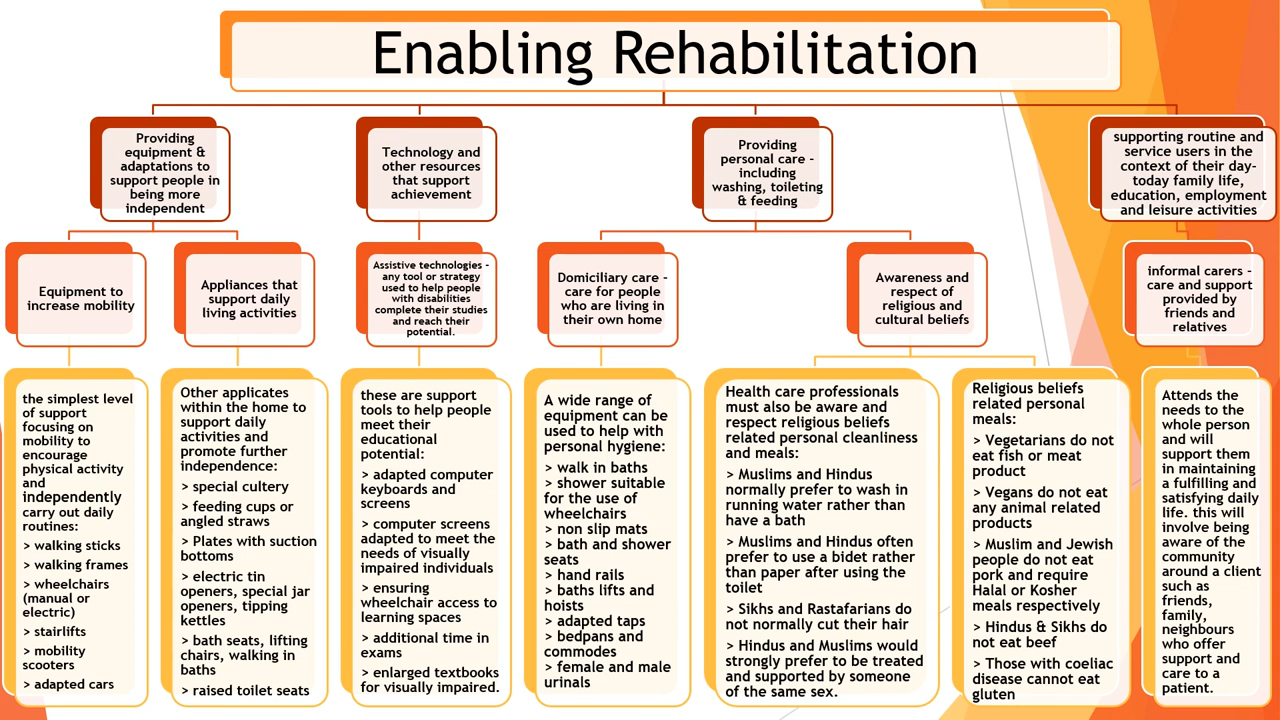 Enabling Rehabilitation
Providing
equipment &
adaptations to
support people in
being more
independent
Technology and
other resources
that support
achievement
Providing
personal care -
including
washing, toileting
& feeding
supporting routine and
service users in the
context of their day-
today family life,
education, employment
and leisure activities
Equipment to
increase mobility
Appliances that
support daily
living activities
Assistive technologies -
any tool or strategy
used to help people
with disabilities
complete their studies
and reach their
potential.
Domiciliary care -
care for people
who are living in
their own home
Awareness and
respect of
religious and
cultural beliefs
informal carers -
care and support
provided by
friends and
relatives
the simplest level
of support
focusing on
mobility to
encourage
physical activity
and
independently
carry out daily
routines:
> walking sticks
> walking frames
> wheelchairs
(manual or
electric)
> stairlifts
> mobility
scooters
> adapted cars
Other applicates
within the home to
support daily
activities and
promote further
independence:
> special cultery
> feeding cups or
angled straws
> Plates with suction
bottoms
> electric tin
openers, special jar
openers, tipping
kettles
> bath seats, lifting
chairs, walking in
baths
> raised toilet seats
these are support
tools to help people
meet their
educational
potential:
> adapted computer
keyboards and
screens
> computer screens
adapted to meet the
needs of visually
impaired individuals
> ensuring
wheelchair access to
learning spaces
> additional time in
exams
> enlarged textbooks
for visually impaired.
A wide range of
equipment can be
used to help with
personal hygiene:
> walk in baths
> shower suitable
for the use of
wheelchairs
> non slip mats
> bath and shower
seats
> hand rails
> baths lifts and
hoists
> adapted taps
> bedpans and
commodes
> female and male
urinals
Health care professionals
must also be aware and
respect religious beliefs
related personal cleanliness
and meals:
> Muslims and Hindus
normally prefer to wash in
running water rather than
have a bath
> Muslims and Hindus often
prefer to use a bidet rather
than paper after using the
toilet
> Sikhs and Rastafarians do
not normally cut their hair
> Hindus and Muslims would
strongly prefer to be treated
and supported by someone
of the same sex.
Religious beliefs
related personal
meals:
> Vegetarians do not
eat fish or meat
product
> Vegans do not eat
any animal related
products
> Muslim and Jewish
people do not eat
pork and require
Halal or Kosher
meals respectively
> Hindus & Sikhs do
not eat beef
> Those with coeliac
disease cannot eat
gluten
Attends the
needs to the
whole person
and will
support them
in maintaining
a fulfilling and
satisfying daily
life. this will
involve being
aware of the
community
around a client
such as
friends,
family,
neighbours
who offer
support and
care to a
patient.